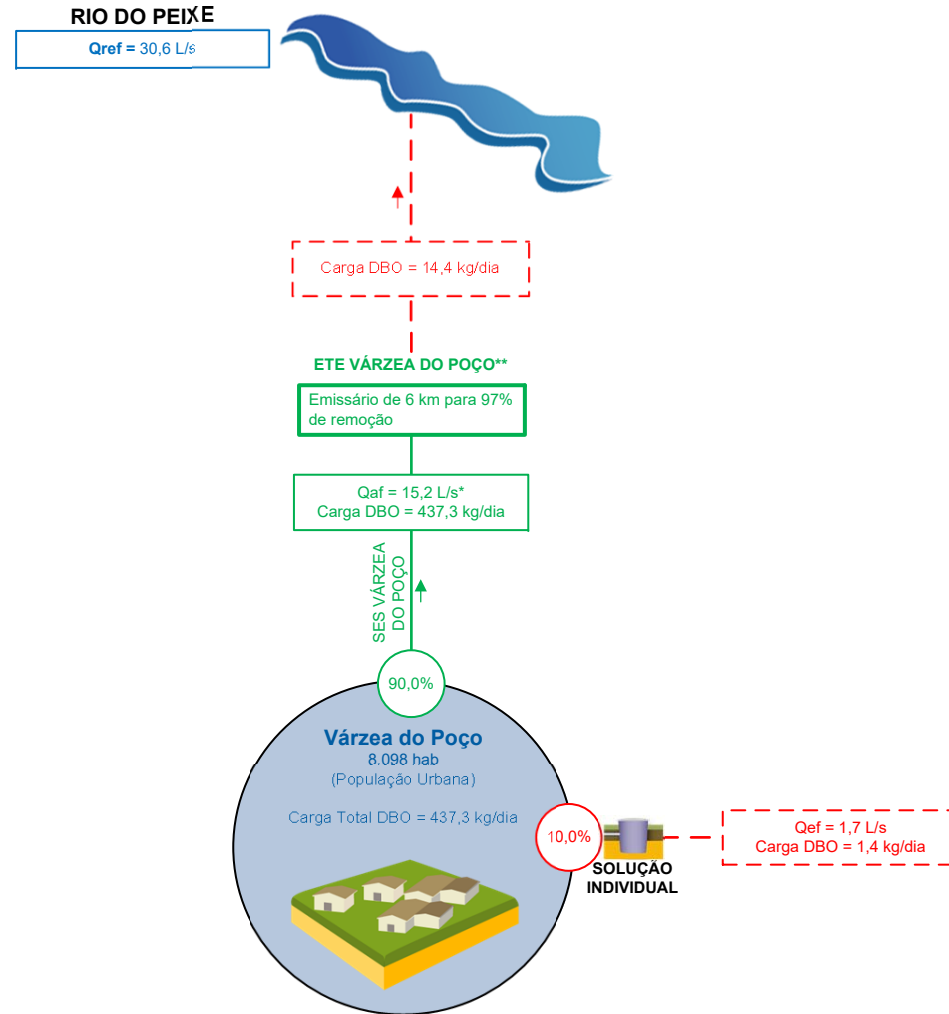 RIO DO PEIXE
Qref = 30,6 L/s
Carga DBO = 14,4 kg/dia
ETE VÁRZEA DO POÇO**
Emissário de 6 km para 97%
de remoção
Qaf = 15,2 L/s*
Carga DBO = 437,3 kg/dia
SES VÁRZEA
DO POÇO
90,0%
Várzea do Poço
8.098 hab
(População Urbana)
Carga Total DBO = 437,3 kg/dia
10,0%
SOLUÇÃO
INDIVIDUAL
Qef = 1,7 L/s
Carga DBO = 1,4 kg/dia